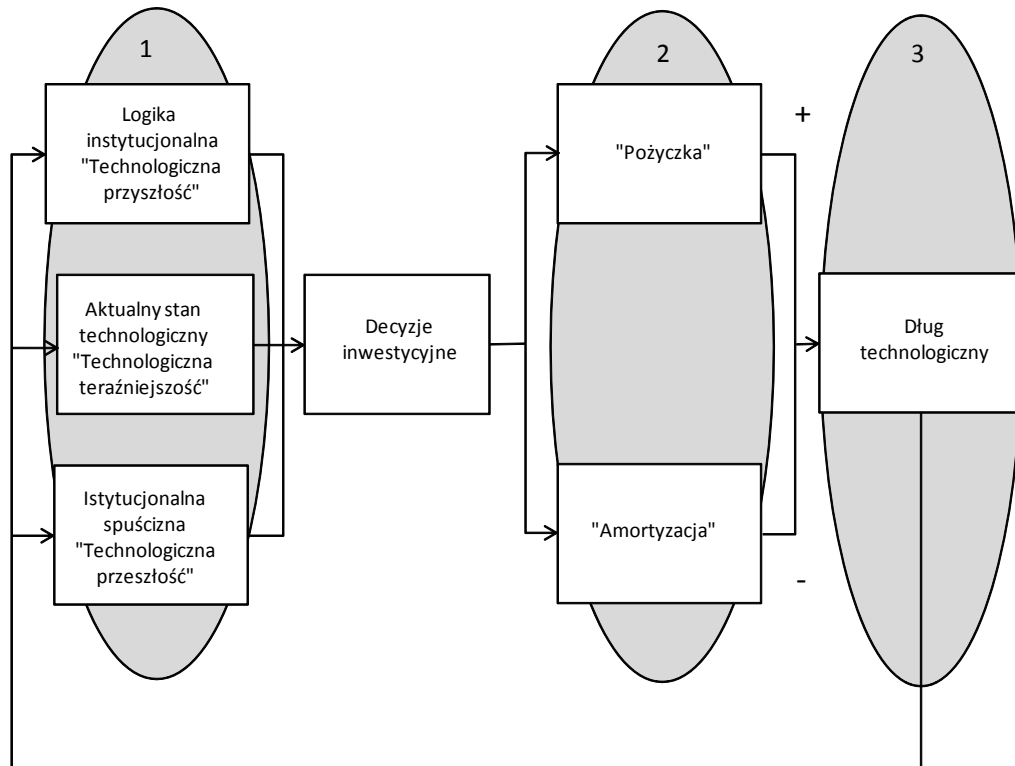 1
Logika
instytucjonalna
"Technologiczna
przyszłość"
Aktualny stan
technologiczny
"Technologiczna
teraźniejszość"
Istytucjonalna
spuścizna
"Technologiczna
przeszłość"
Decyzje
inwestycyjne
2
"Pożyczka"
"Amortyzacja"
+
-
3
Dług
technologiczny